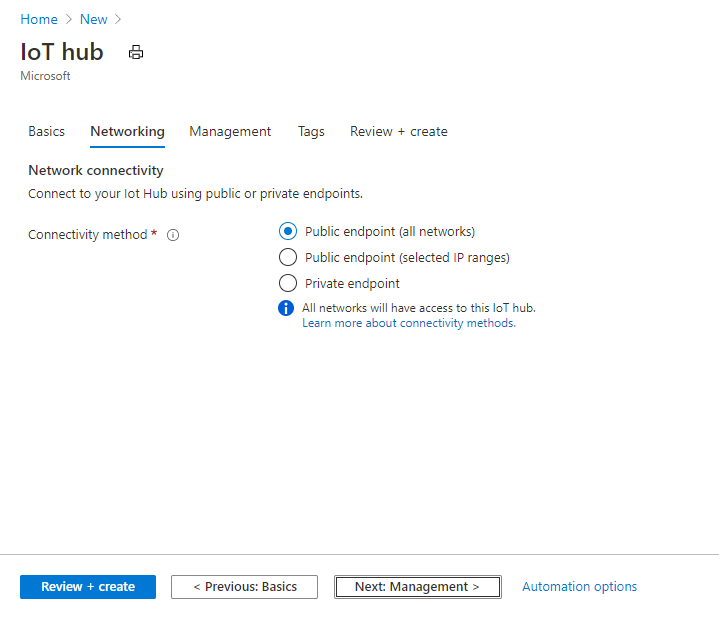 Home > New >
IoT hub
Microsoft
Basics Networking Management Tags Review + create
Network connectivity
Connect to your Iot Hub using public or private endpoints.
Connectivity method *
Public endpoint (all networks)
Public endpoint (selected IP ranges)
Private endpoint
All networks will have access to this IoT hub.
Learn more about connectivity methods.
Review + create < Previous: Basics Next: Management > Automation options